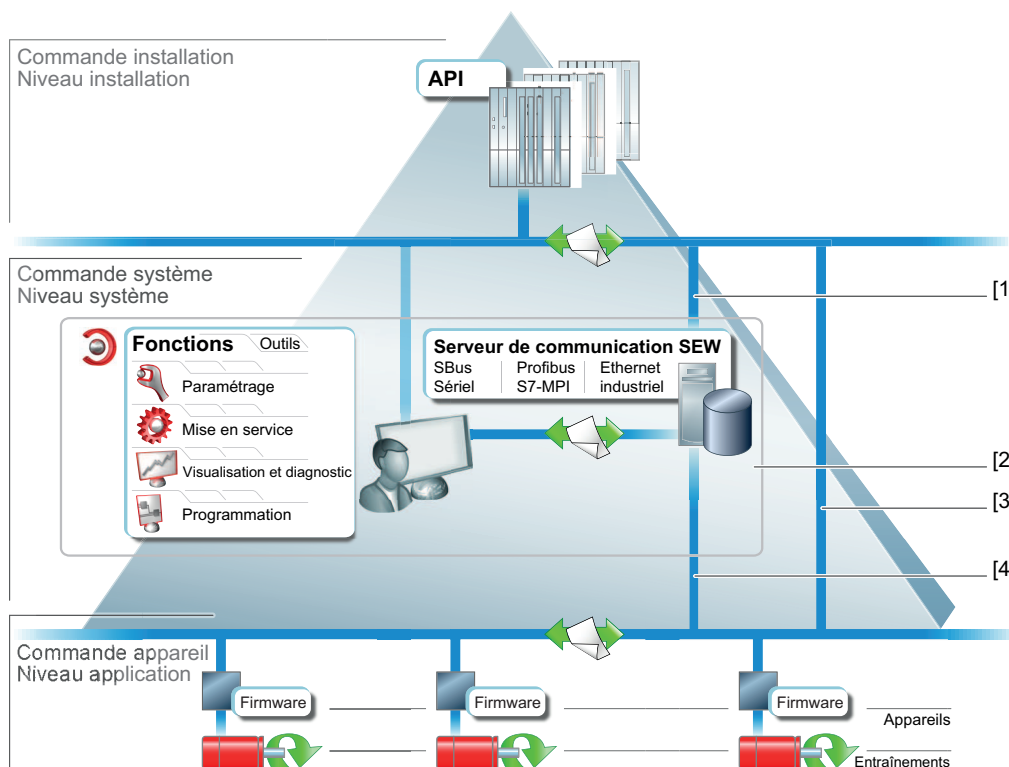 Commande installation
Niveau installation
API
Commande système
Niveau système
[1
Fonctions Outils
Paramétrage
Mise en service
Visualisation et diagnostic
Programmation
Serveur de communication SEW
SBus Profibus Ethernet
Sériel S7-MPI industriel
[2
[3
[4
Commande appareil
Niveau application
Firmware Firmware Firmware
Appareils
Entraînements